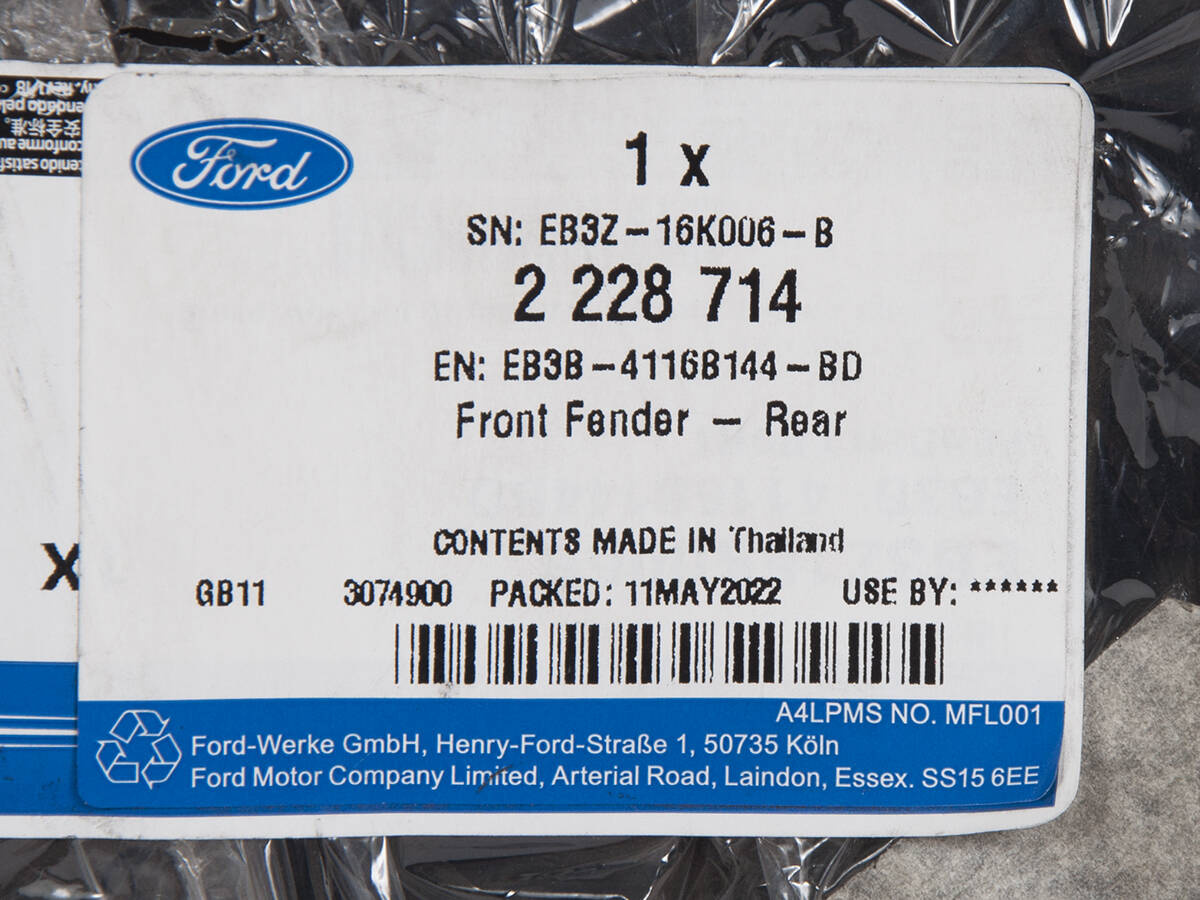 Ford
1 x
SN: EB3Z-16K006-B
2 228 714
EN: EB3B-4116B144-BD
Front Fender - Rear
CONTENTS MADE IN Thailand
X
GB11 3074900 PACKED: 11MAY2022 USE BY: ******
A4LPMS NO. MFL001
Ford-Werke GmbH, Henry-Ford-Straße 1, 50735 Köln
Ford Motor Company Limited, Arterial Road, Laindon, Essex. SS15 6EE